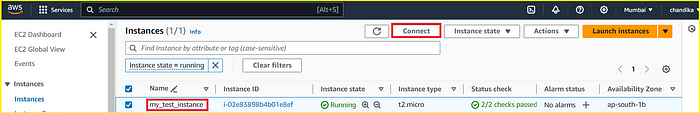 aws Services Search [Alt+S] Mumbai chandika
EC2 Dashboard
EC2 Global View
Events
Instances
Instances
Instances (1/1) Info
Connect Instance state Actions Launch instances
Find Instance by attribute or tag (case-sensitive)
Instance state = running Clear filters
1
Name Instance ID Instance state Instance type Status check Alarm status Availability Zone
my_test_instance i-02e83898b4b01e8ef Running t2.micro 2/2 checks passed No alarms ap-south-1b